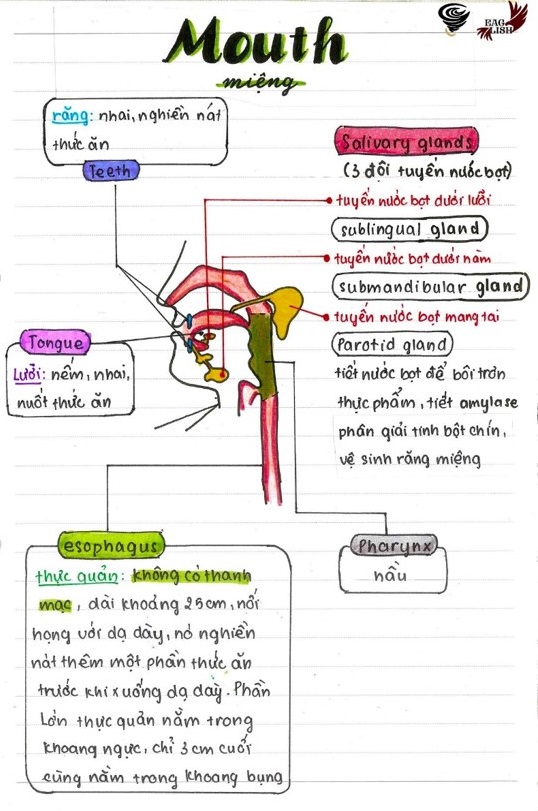 Mouth
miệng
EAG
LISH
răng: nhai, nghiền nát
thức ăn
Teeth
Salivary glands
(3 đôi tuyến nước bọt)
tuyến nước bọt dưới lưỡi
sublingual gland
tuyến nước bọt dưới hàm
submandibular gland
tuyến nước bọt mang tai
Parotid gland
tiết nước bọt để bôi trơn
thực phẩm, tiết amylase
phân giải tinh bột chín,
vệ sinh răng miệng
Tongue
Lưỡi: nếm, nhai,
nuốt thức ăn
esophagus
thực quản: không có thanh
mạc, dài khoảng 25cm, nối
họng với dạ dày, nó nghiền
nát thêm một phần thức ăn
trước khi xuống dạ dày. Phần
Lớn thực quản nằm trong
khoang ngực, chỉ 3 cm cuối
cùng nằm trong khoang bụng
Pharynx
hầu